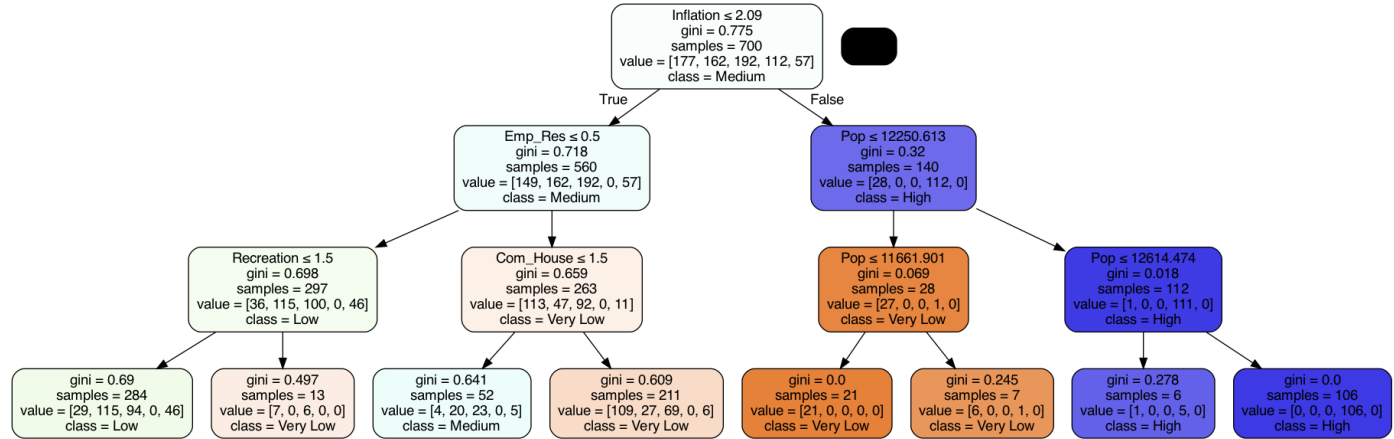 Inflation ≤ 2.09
gini = 0.775
samples = 700
value = [177, 162, 192, 112, 57]
class = Medium
True
False
Emp_Res ≤ 0.5
gini = 0.718
samples = 560
value = [149, 162, 192, 0, 57]
class = Medium
Pop ≤ 12250.613
gini = 0.32
samples = 140
value = [28, 0, 0, 112, 0]
class = High
Recreation ≤ 1.5
gini = 0.698
samples = 297
value = [36, 115, 100, 0, 46]
class = Low
Com_House ≤ 1.5
gini = 0.659
samples = 263
value = [113, 47, 92, 0, 11]
class = Very Low
Pop ≤ 11661.901
gini = 0.069
samples = 28
value = [27, 0, 0, 1, 0]
class = Very Low
Pop ≤ 12614.474
gini = 0.018
samples = 112
value = [1, 0, 0, 111, 0]
class = High
gini = 0.69
samples = 284
value = [29, 115, 94, 0, 46]
class = Low
gini = 0.497
samples = 13
value = [7, 0, 6, 0, 0]
class = Very Low
gini = 0.641
samples = 52
value = [4, 20, 23, 0, 5]
class = Medium
gini = 0.609
samples = 211
value = [109, 27, 69, 0, 6]
class = Very Low
gini = 0.0
samples = 21
value = [21, 0, 0, 0, 0]
class = Very Low
gini = 0.245
samples = 7
value = [6, 0, 0, 1, 0]
class = Very Low
gini = 0.278
samples = 6
value = [1, 0, 0, 5, 0]
class = High
gini = 0.0
samples = 106
value = [0, 0, 0, 106, 0]
class = High